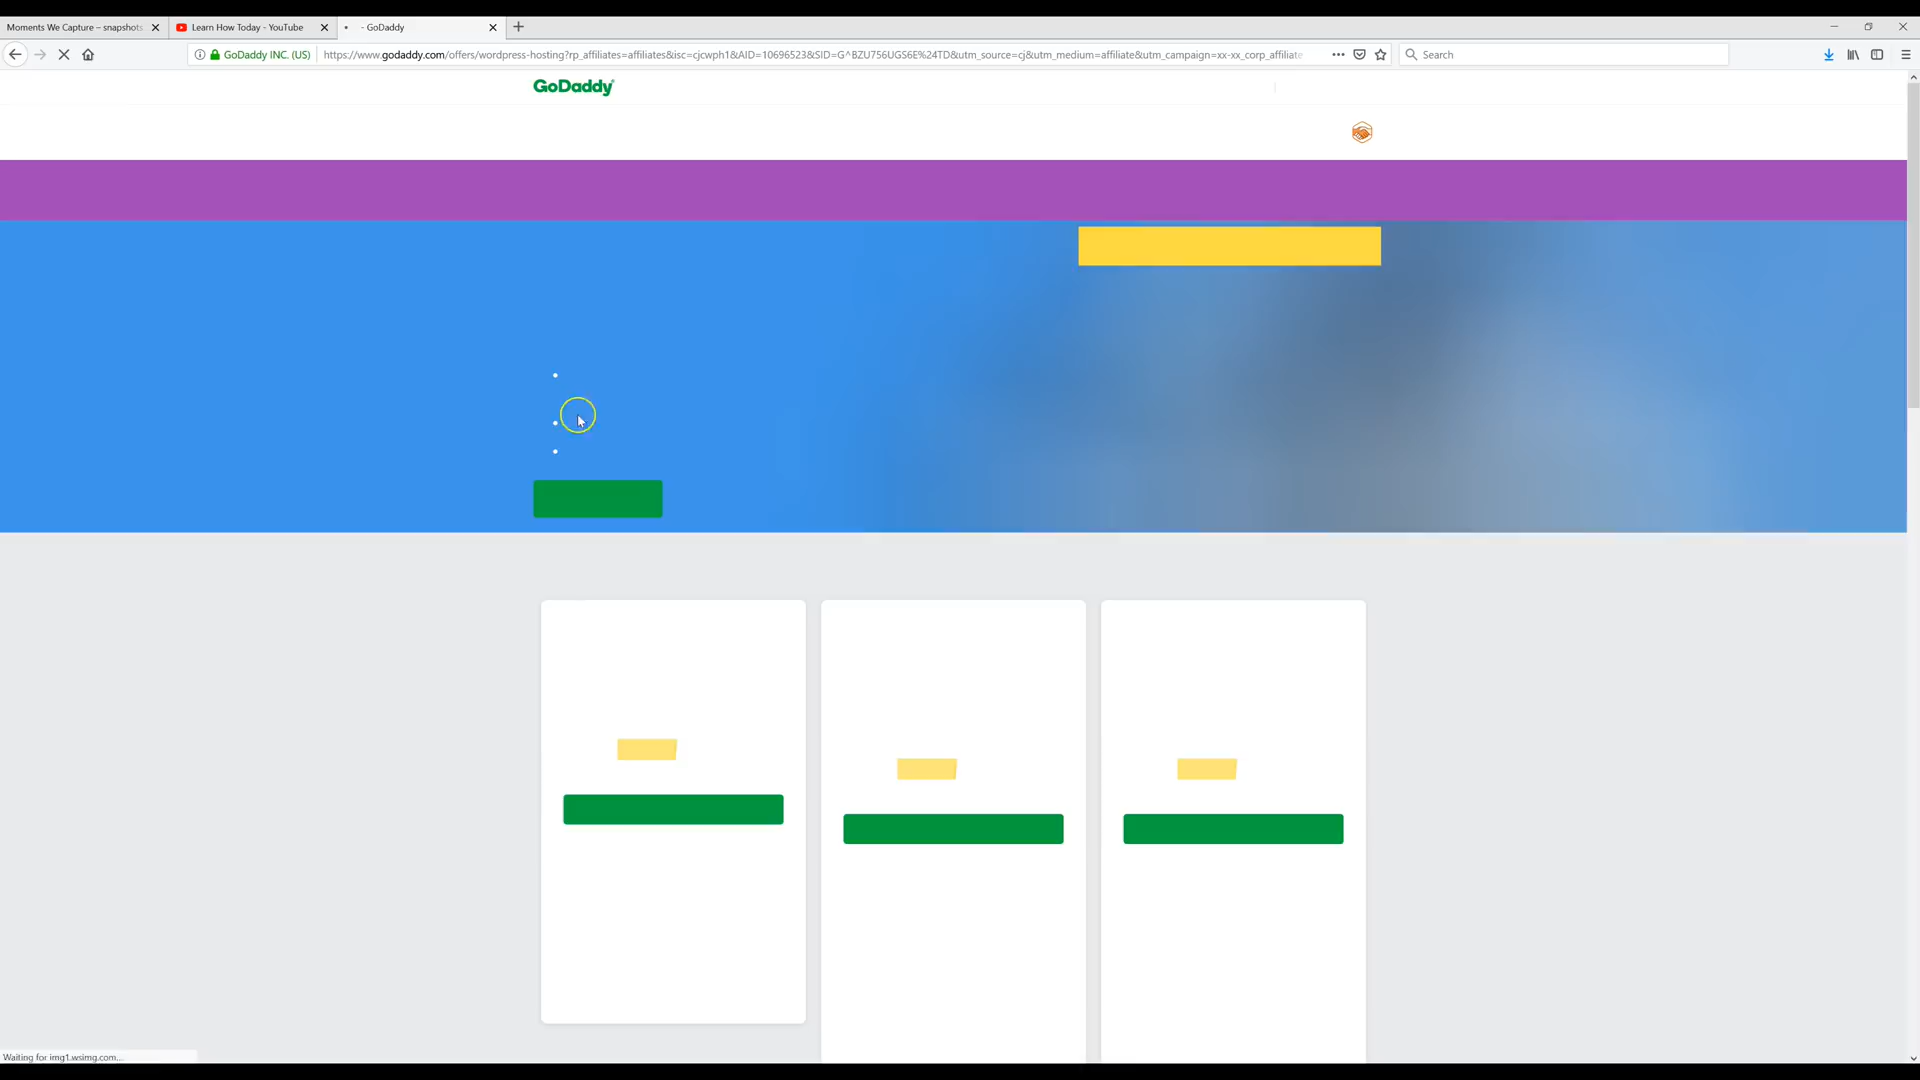 Moments We Capture – snapshots
Learn How Today - YouTube
- GoDaddy
GoDaddy INC. (US)
https://www.godaddy.com/offers/wordpress-hosting?rp_affiliates=affiliates&isc=cjcwph1&AID=10696523&SID=G^BZU756UGS6E%24TD&utm_source=cj&utm_medium=affiliate&utm_campaign=xx-xx_corp_affiliate
Search
GoDaddy
Waiting for img1.wsimg.com...